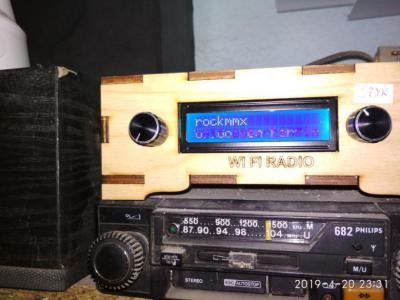 rockmmx
WI FI RADIO
550 900 1200 1500 M
87.90 94 98 104 U
682 PHILIPS
M/U
STEREO
AUTOSTOP
2019-4-20 23:31